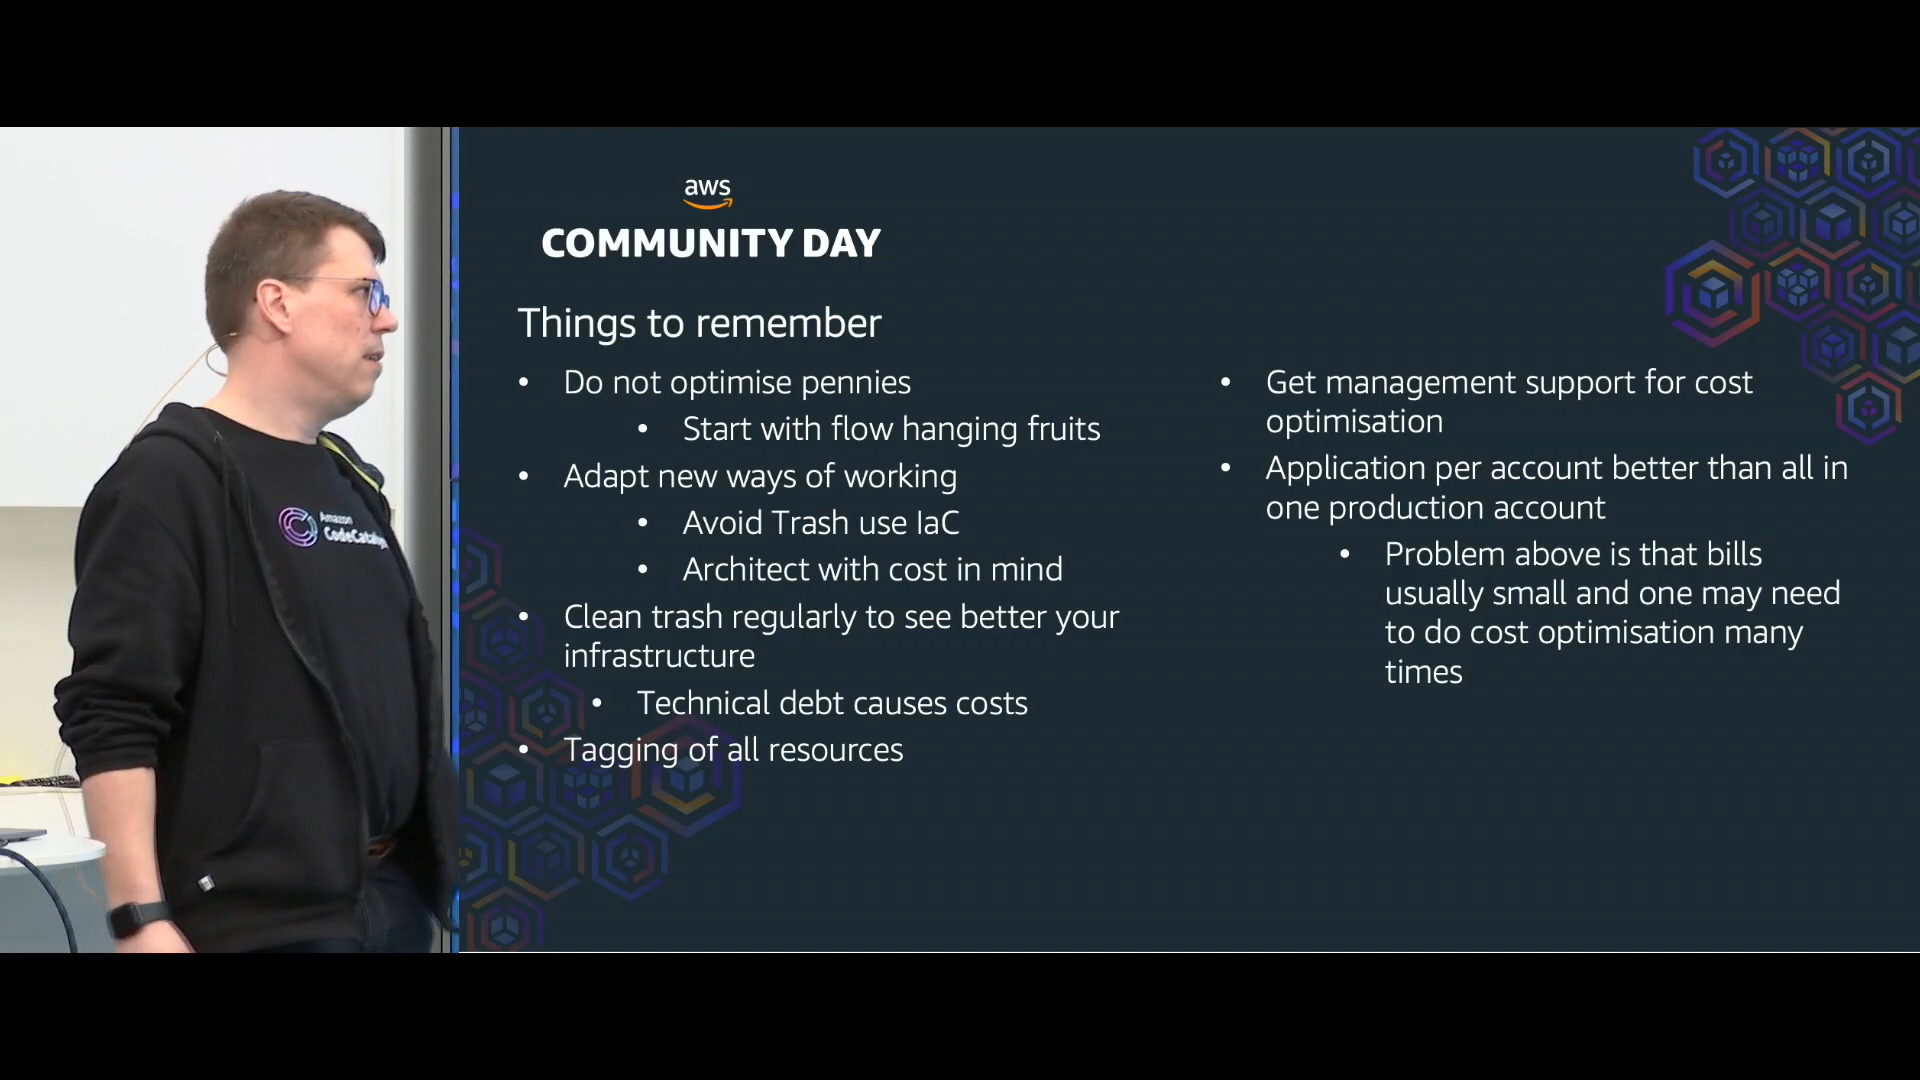 aws
COMMUNITY DAY
Things to remember
• Do not optimise pennies
• Start with flow hanging fruits
• Adapt new ways of working
• Avoid Trash use IaC
• Architect with cost in mind
• Clean trash regularly to see better your
infrastructure
• Technical debt causes costs
• Tagging of all resources
• Get management support for cost
optimisation
• Application per account better than all in
one production account
• Problem above is that bills
usually small and one may need
to do cost optimisation many
times
Amazon